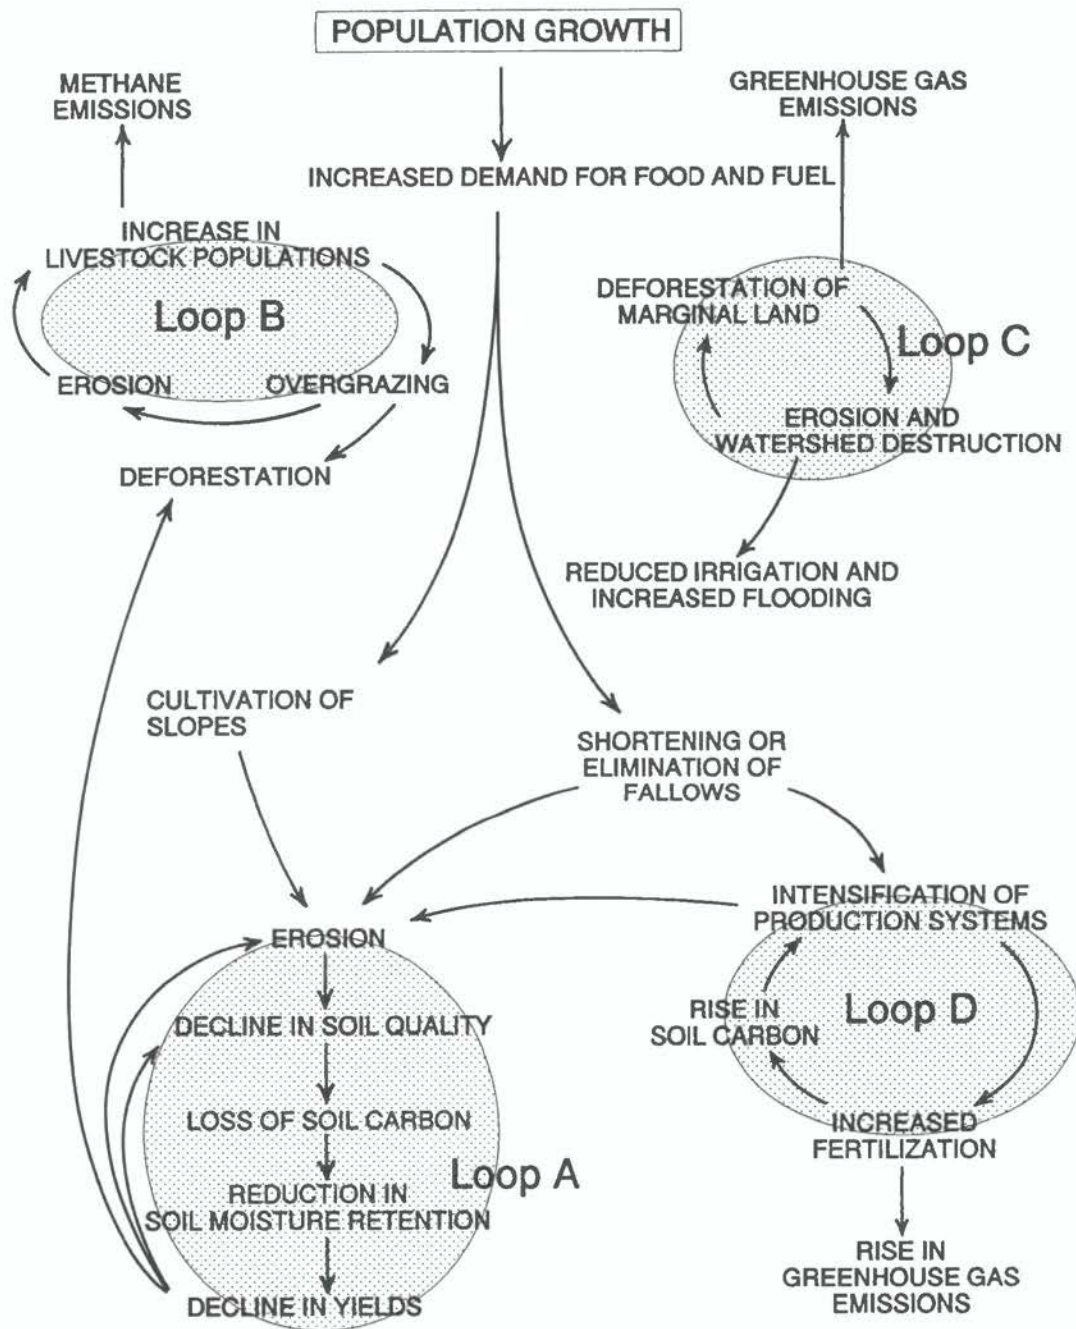 POPULATION GROWTH
METHANE
EMISSIONS
GREENHOUSE GAS
EMISSIONS
INCREASED DEMAND FOR FOOD AND FUEL
INCREASE IN
LIVESTOCK POPULATIONS
Loop B
EROSION
OVERGRAZING
DEFORESTATION
DEFORESTATION OF
MARGINAL LAND
Loop C
EROSION AND
WATERSHED DESTRUCTION
REDUCED IRRIGATION AND
INCREASED FLOODING
CULTIVATION OF
SLOPES
SHORTENING OR
ELIMINATION OF
FALLOWS
EROSION
DECLINE IN SOIL QUALITY
LOSS OF SOIL CARBON
Loop A
REDUCTION IN
SOIL MOISTURE RETENTION
DECLINE IN YIELDS
INTENSIFICATION OF
PRODUCTION SYSTEMS
Loop D
RISE IN
SOIL CARBON
INCREASED
FERTILIZATION
RISE IN
GREENHOUSE GAS
EMISSIONS